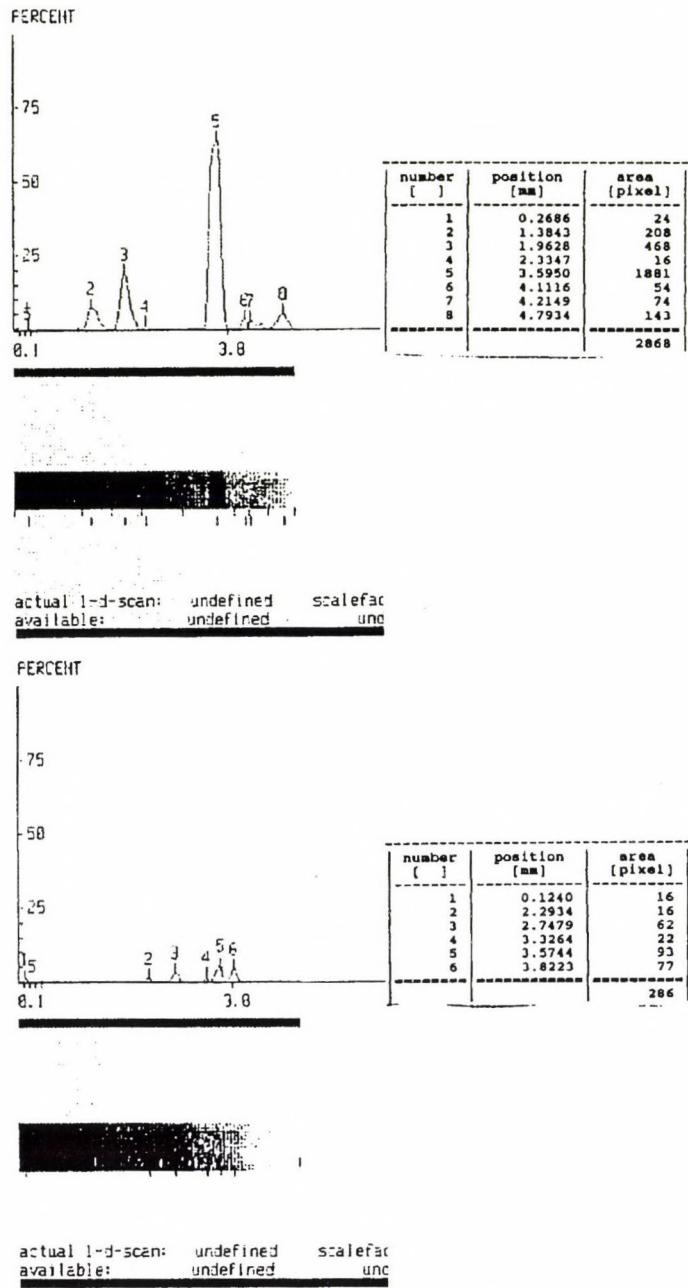 PERCENT
75
5
50
25
3
2
4
6 7 8
0.1 3.8
number position area
[ ] [mm] [pixel]
1 0.2686 24
2 1.3843 208
3 1.9628 468
4 2.3347 16
5 3.5950 1881
6 4.1116 54
7 4.2149 74
8 4.7934 143
2868
actual 1-d-scan: undefined scalefac
available: undefined und
PERCENT
75
50
25
2 3 4 5 6
5
0.1 3.8
number position area
[ ] [mm] [pixel]
1 0.1240 16
2 2.2934 16
3 2.7479 62
4 3.3264 22
5 3.5744 93
6 3.8223 77
286
actual 1-d-scan: undefined scalefac
available: undefined und